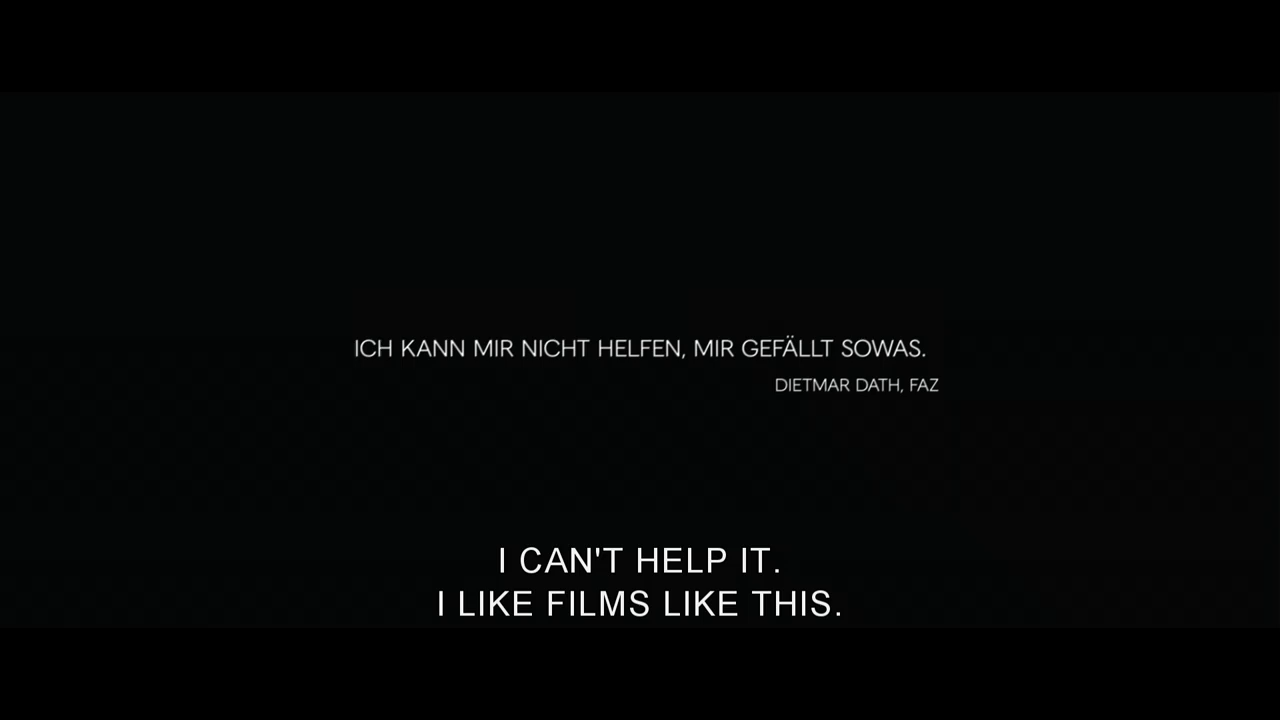 ICH KANN MIR NICHT HELFEN, MIR GEFÄLLT SOWAS.
DIETMAR DATH, FAZ
I CAN'T HELP IT.
I LIKE FILMS LIKE THIS.